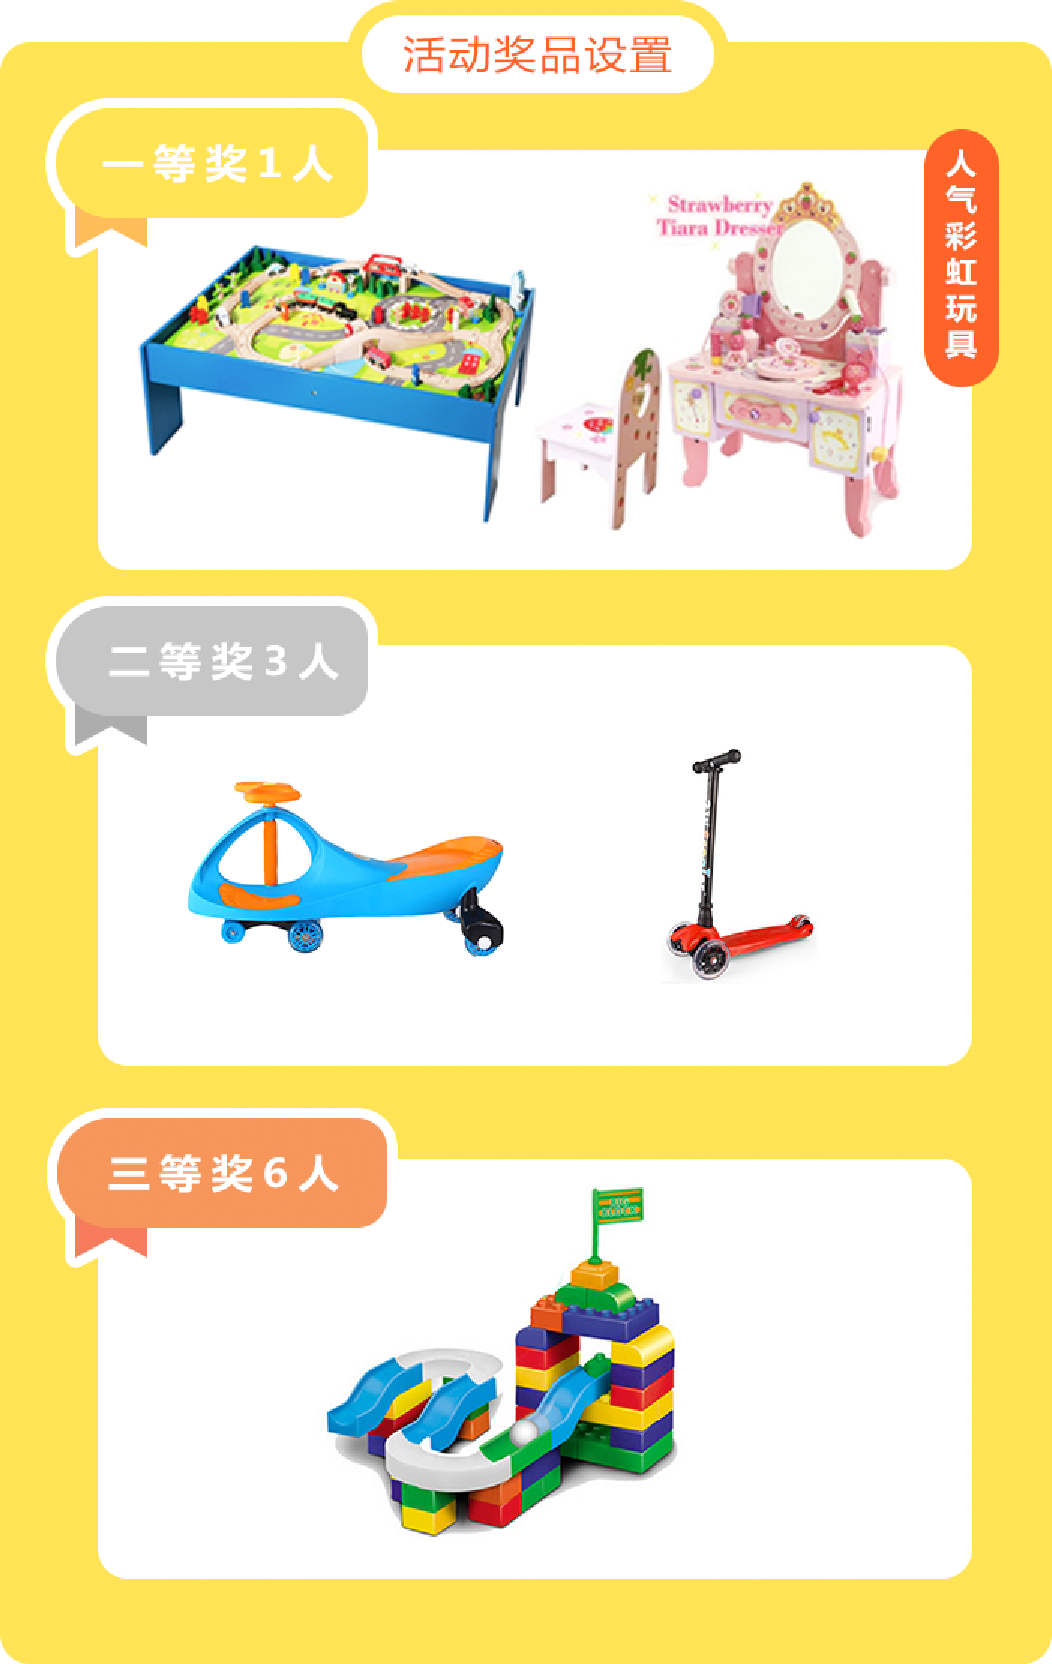 活动奖品设置
一等奖1人
人气彩虹玩具
Strawberry
Tiara Dresser
二等奖3人
三等奖6人